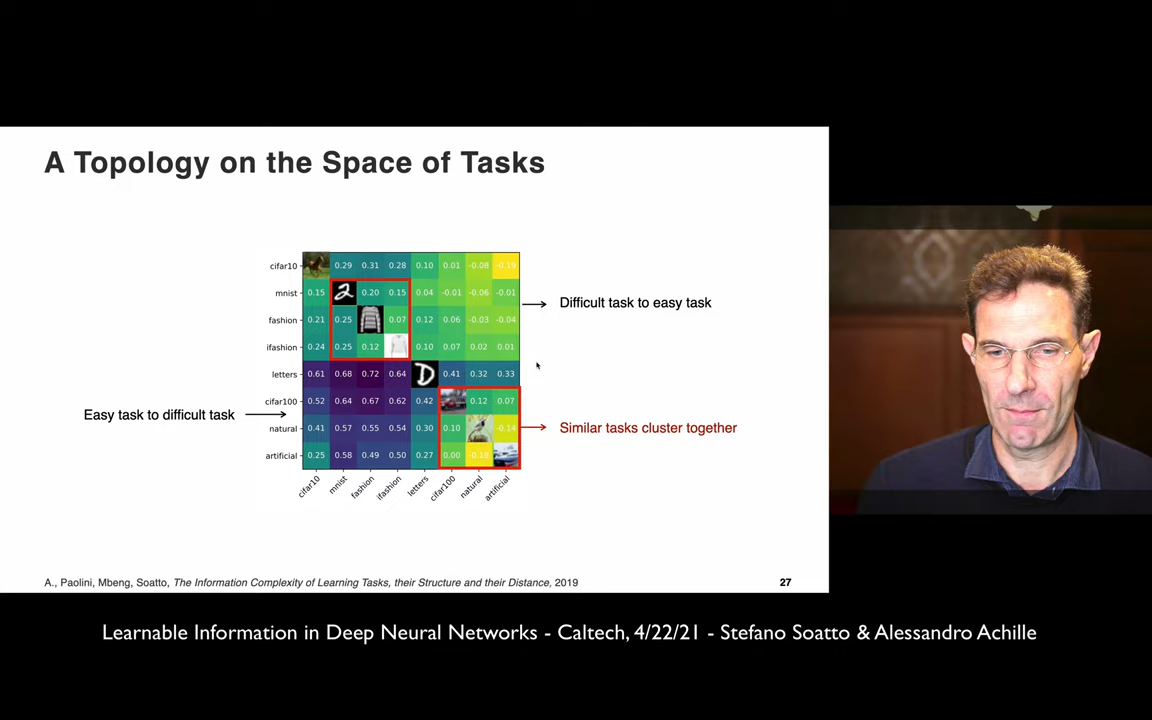 A Topology on the Space of Tasks
cifar10 0.29 0.31 0.28 0.10 0.01 -0.08 -0.19
mnist 0.15 0.20 0.15 0.04 -0.01 -0.06 -0.01
fashion 0.21 0.25 0.07 0.12 0.06 -0.03 -0.04
ifashion 0.24 0.25 0.12 0.10 0.07 0.02 0.01
letters 0.61 0.68 0.72 0.64 D 0.41 0.32 0.33
cifar100 0.52 0.64 0.67 0.62 0.42 0.12 0.07
natural 0.41 0.57 0.55 0.54 0.30 0.10 -0.14
artificial 0.25 0.58 0.49 0.50 0.27 0.00 -0.18
cifar10 mnist fashion ifashion letters cifar100 natural artificial
Difficult task to easy task
Easy task to difficult task
Similar tasks cluster together
A., Paolini, Mbeng, Soatto, The Information Complexity of Learning Tasks, their Structure and their Distance, 2019
27
Learnable Information in Deep Neural Networks - Caltech, 4/22/21 - Stefano Soatto & Alessandro Achille